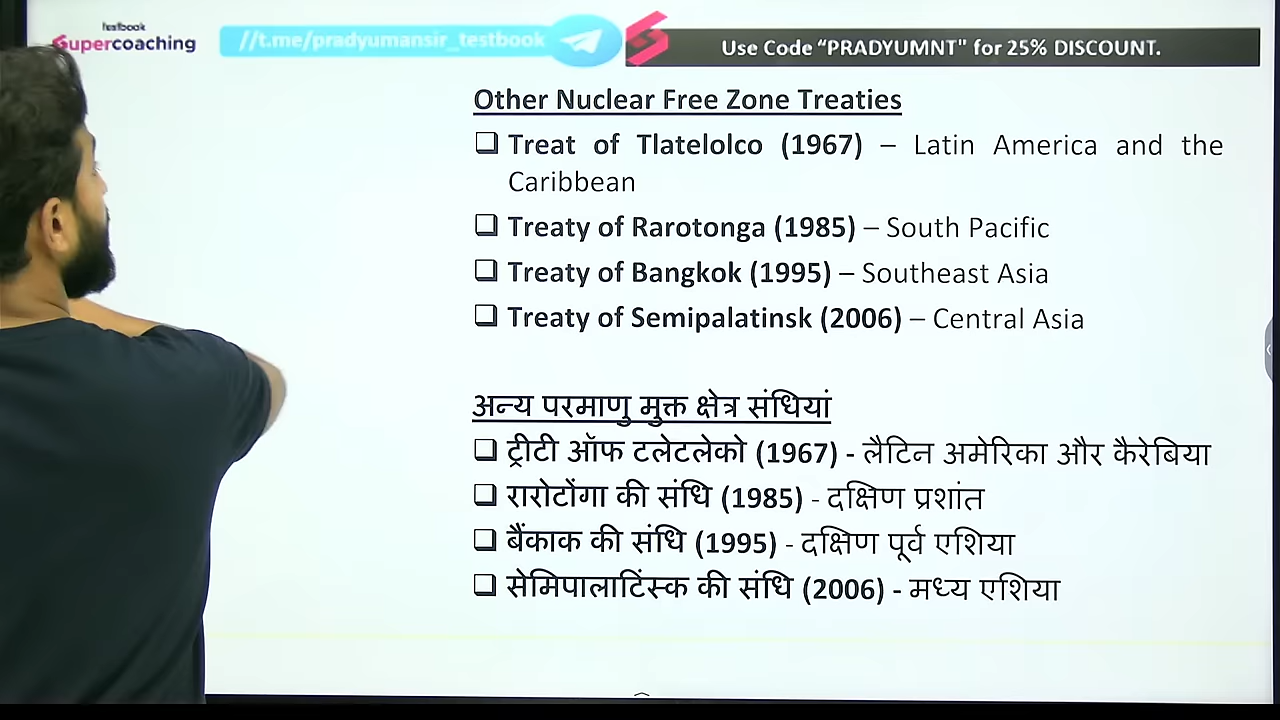 testbook
Supercoaching
//t.me/pradyumansir_testbook
Use Code “PRADYUMNT" for 25% DISCOUNT.
Other Nuclear Free Zone Treaties
❑ Treat of Tlatelolco (1967) – Latin America and the
Caribbean
❑ Treaty of Rarotonga (1985) – South Pacific
❑ Treaty of Bangkok (1995) – Southeast Asia
❑ Treaty of Semipalatinsk (2006) – Central Asia
अन्य परमाणु मुक्त क्षेत्र संधियां
❑ ट्रीटी ऑफ टलेटलेको (1967) - लैटिन अमेरिका और कैरेबिया
❑ रारोटोंगा की संधि (1985) - दक्षिण प्रशांत
❑ बैंकाक की संधि (1995) - दक्षिण पूर्व एशिया
❑ सेमिपालाटिंस्क की संधि (2006) - मध्य एशिया